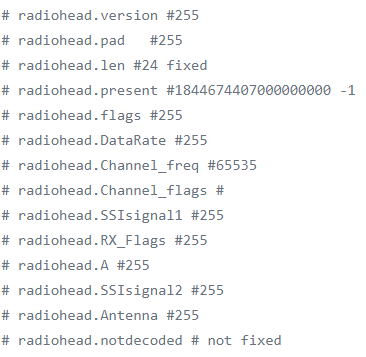 # radiohead.version #255
# radiohead.pad   #255
# radiohead.len #24 fixed
# radiohead.present #1844674407000000000 -1
# radiohead.flags #255
# radiohead.DataRate #255
# radiohead.Channel_freq #65535
# radiohead.Channel_flags #
# radiohead.SSIsignal1 #255
# radiohead.RX_Flags #255
# radiohead.A #255
# radiohead.SSIsignal2 #255
# radiohead.Antenna #255
# radiohead.notdecoded # not fixed